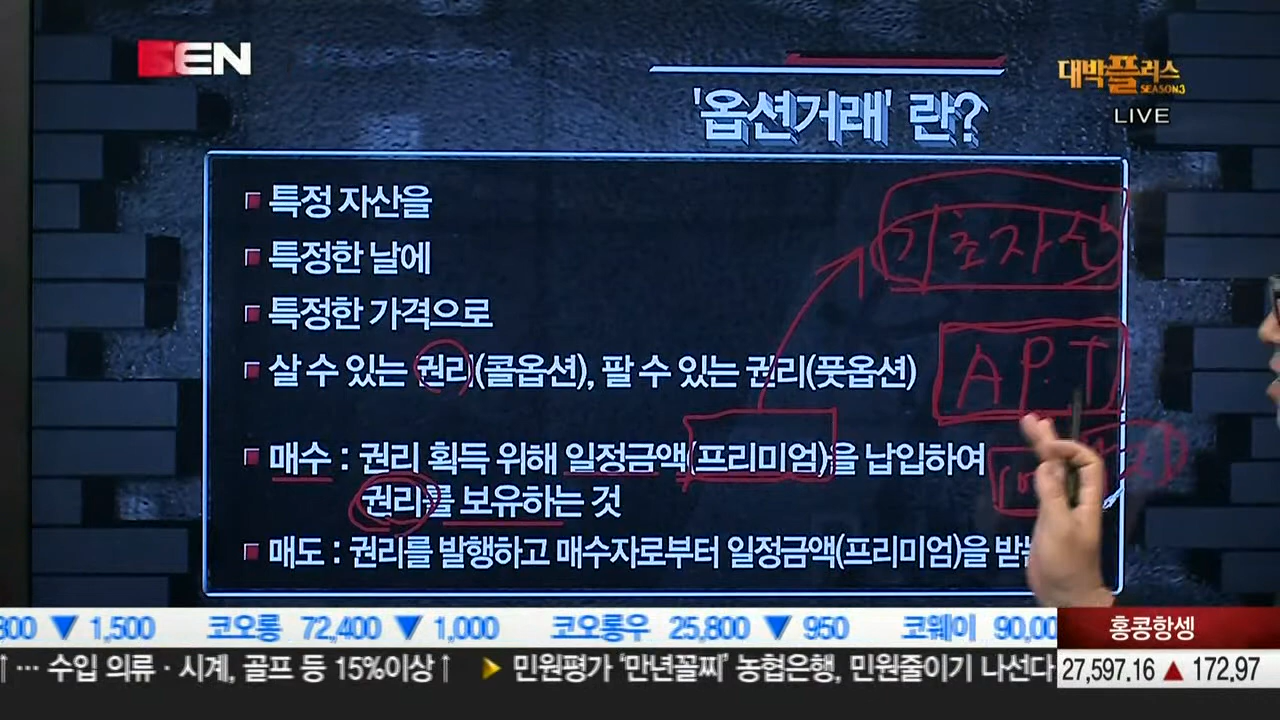 SEN
대박플러스
SEASON3
LIVE
'옵션거래' 란?
특정 자산을
특정한 날에
특정한 가격으로
살 수 있는 권리(콜옵션), 팔 수 있는 권리(풋옵션)
매수 : 권리 획득 위해 일정금액(프리미엄)을 납입하여
권리를 보유하는 것
매도 : 권리를 발행하고 매수자로부터 일정금액(프리미엄)을
기초자산
APT
800 ▼ 1,500 코오롱 72,400 ▼ 1,000 코오롱우 25,800 ▼ 950 코웨이 90,00
홍콩항셍
↑… 수입 의류·시계, 골프 등 15%이상↑ ▶ 민원평가 '만년꼴찌' 농협은행, 민원줄이기 나선다
27,597.16 ▲ 172.97